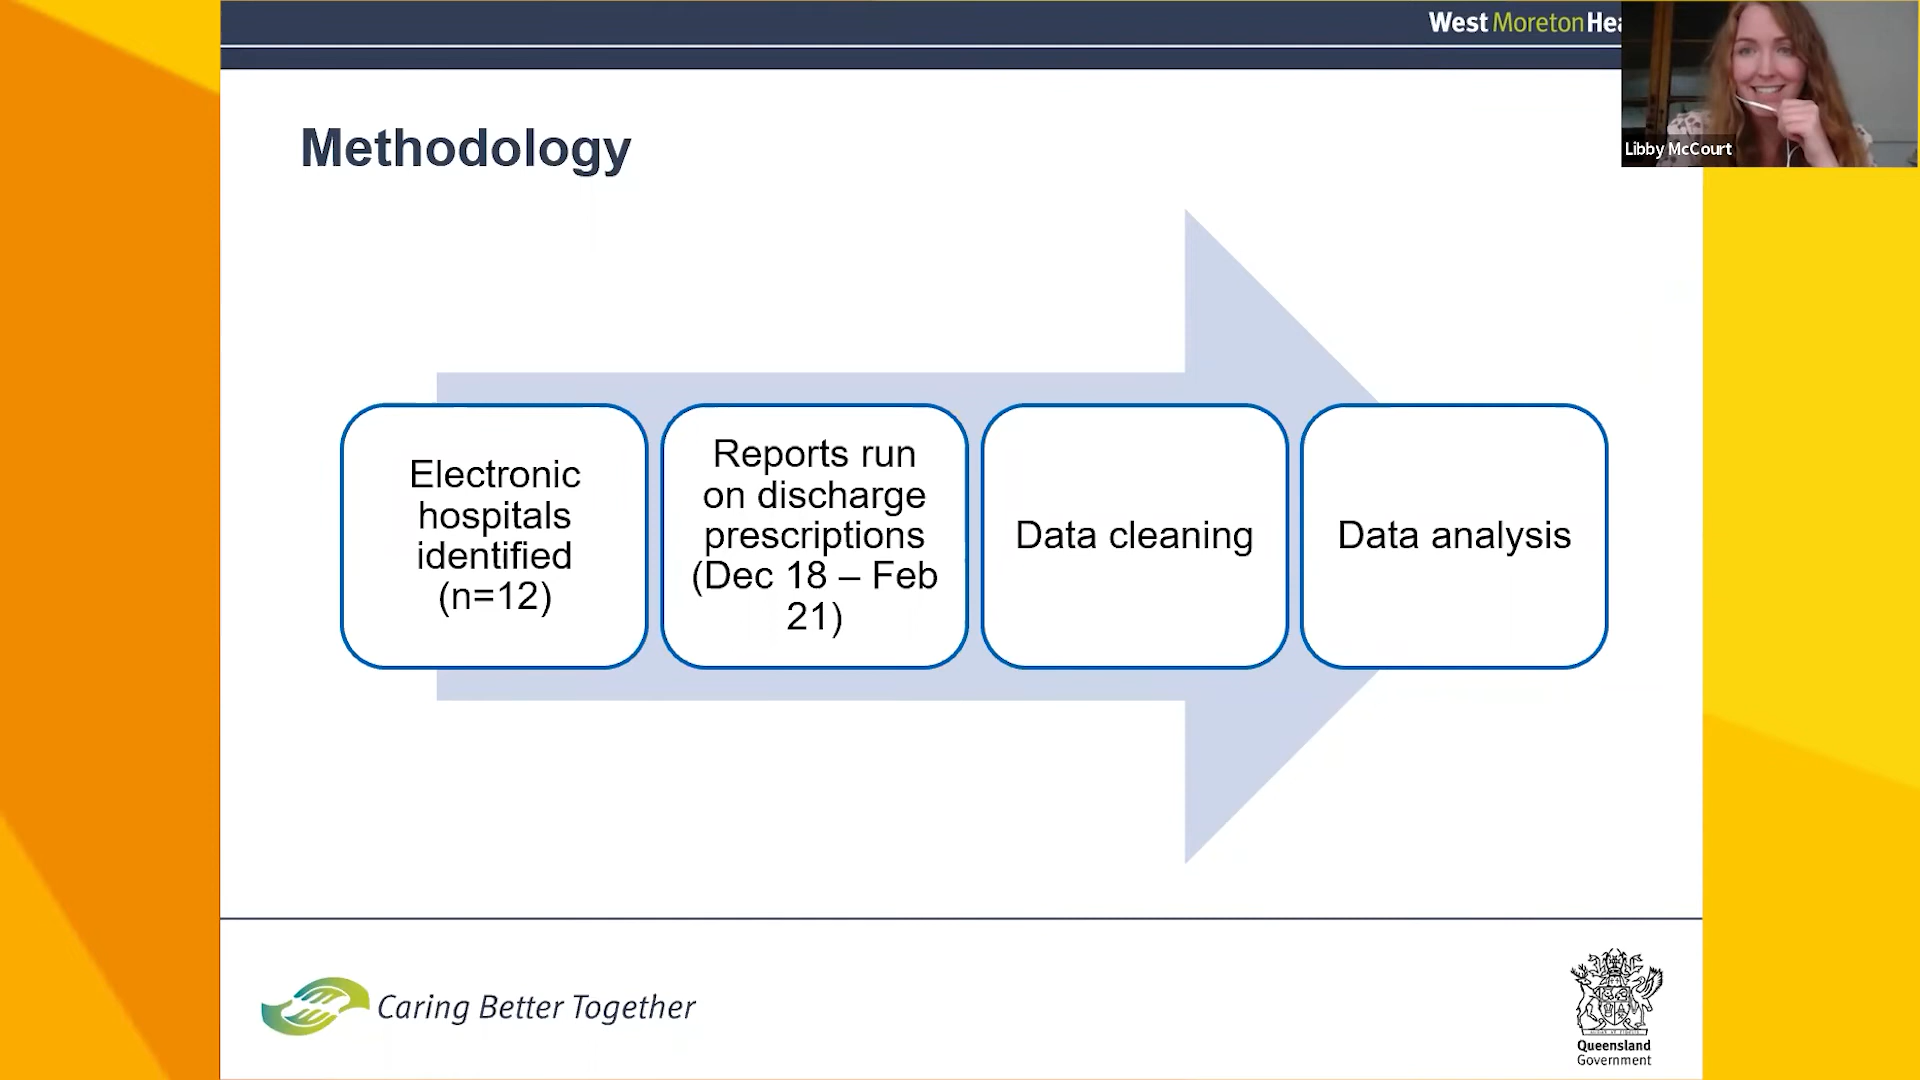 West Moreton Hea
Libby McCourt
Methodology
Electronic
hospitals
identified
(n=12)
Reports run
on discharge
prescriptions
(Dec 18 – Feb
21)
Data cleaning
Data analysis
Caring Better Together
Queensland
Government